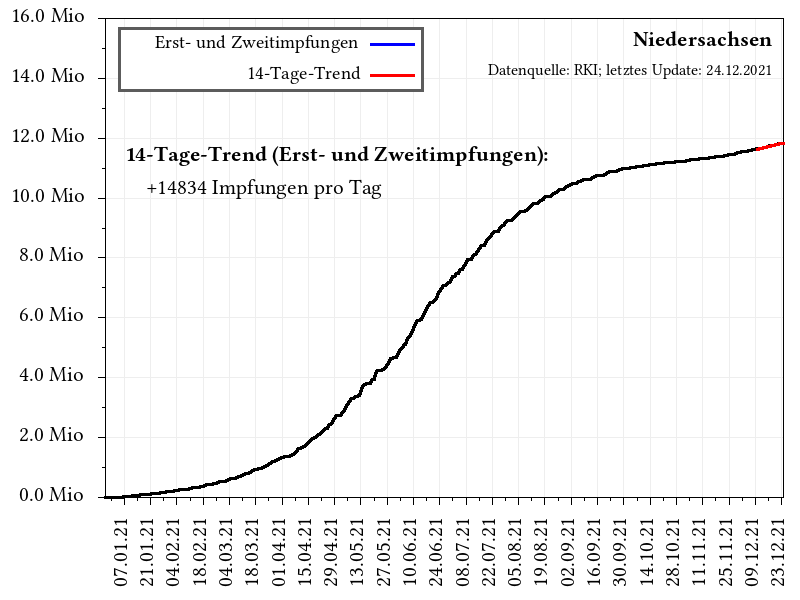 16.0 Mio
14.0 Mio
12.0 Mio
10.0 Mio
8.0 Mio
6.0 Mio
4.0 Mio
2.0 Mio
0.0 Mio
Erst- und Zweitimpfungen
14-Tage-Trend
Niedersachsen
Datenquelle: RKI; letztes Update: 24.12.2021
14-Tage-Trend (Erst- und Zweitimpfungen):
+14834 Impfungen pro Tag
07.01.21
21.01.21
04.02.21
18.02.21
04.03.21
18.03.21
01.04.21
15.04.21
29.04.21
13.05.21
27.05.21
10.06.21
24.06.21
08.07.21
22.07.21
05.08.21
19.08.21
02.09.21
16.09.21
30.09.21
14.10.21
28.10.21
11.11.21
25.11.21
09.12.21
23.12.21